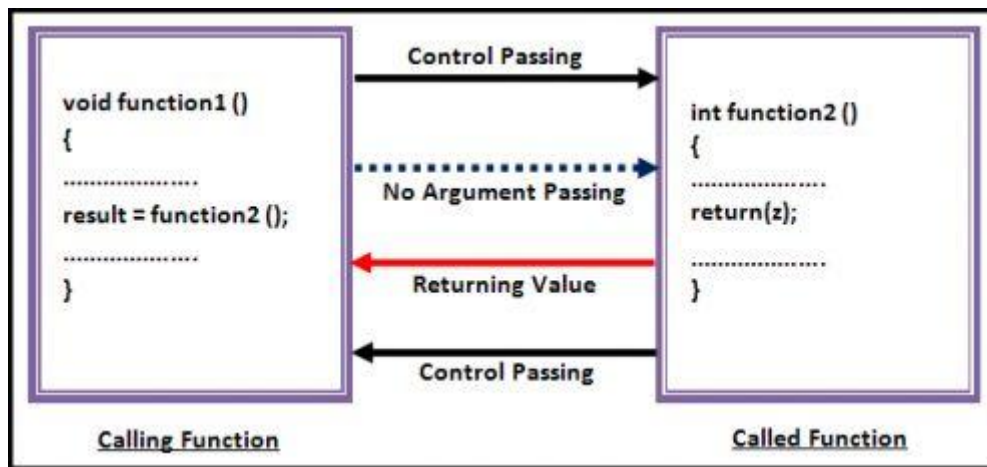 void function1 ()
{
.....................
result = function2 ();
.....................
}
Calling Function
Control Passing
No Argument Passing
Returning Value
Control Passing
int function2 ()
{
.....................
return(z);
.....................
}
Called Function